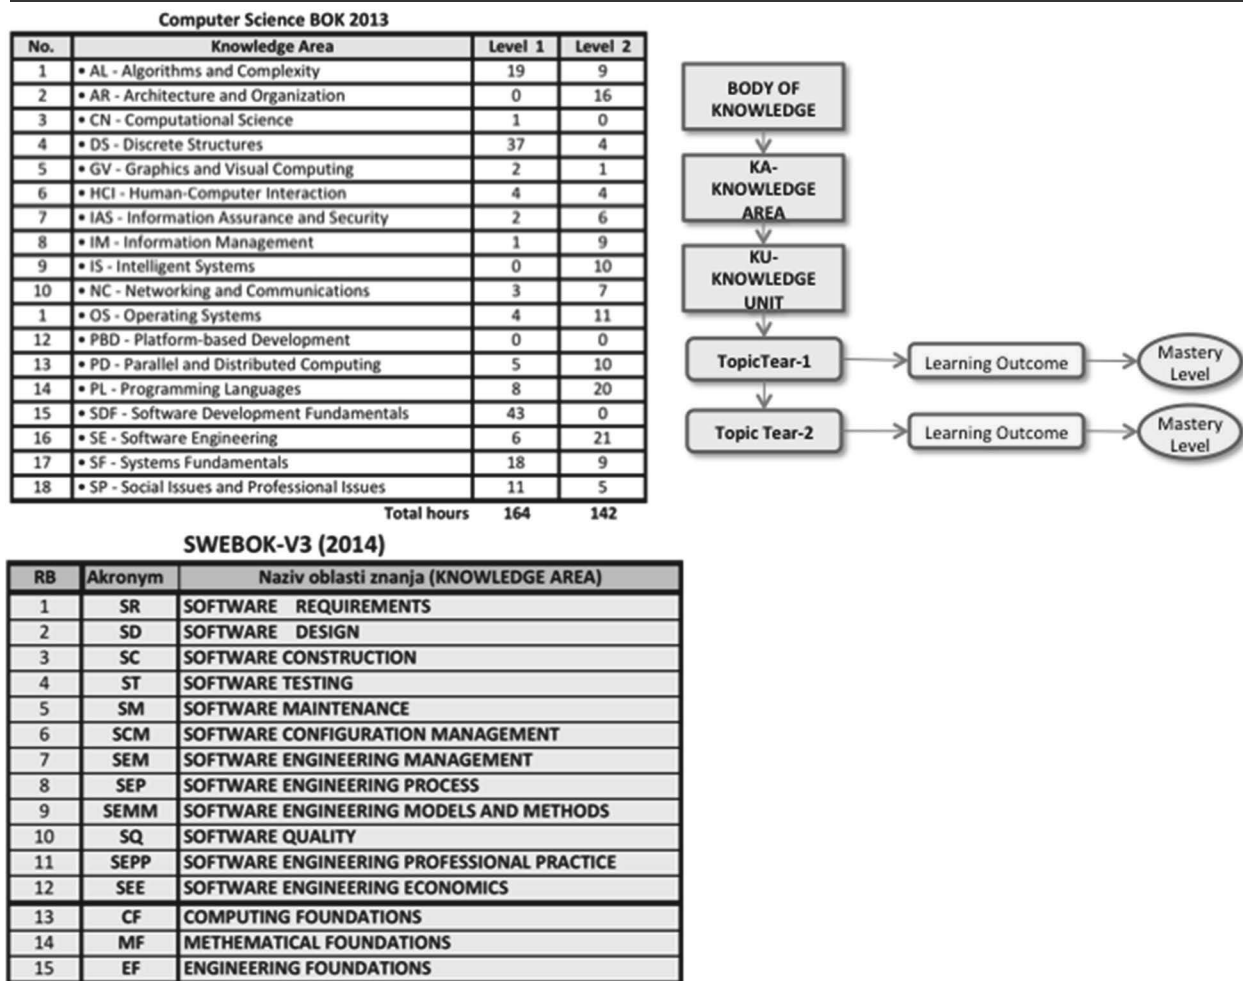 Computer Science BOK 2013
No. Knowledge Area Level 1 Level 2
1 • AL - Algorithms and Complexity 19 9
2 • AR - Architecture and Organization 0 16
3 • CN - Computational Science 1 0
4 • DS - Discrete Structures 37 4
5 • GV - Graphics and Visual Computing 2 1
6 • HCI - Human-Computer Interaction 4 4
7 • IAS - Information Assurance and Security 2 6
8 • IM - Information Management 1 9
9 • IS - Intelligent Systems 0 10
10 • NC - Networking and Communications 3 7
1 • OS - Operating Systems 4 11
12 • PBD - Platform-based Development 0 0
13 • PD - Parallel and Distributed Computing 5 10
14 • PL - Programming Languages 8 20
15 • SDF - Software Development Fundamentals 43 0
16 • SE - Software Engineering 6 21
17 • SF - Systems Fundamentals 18 9
18 • SP - Social Issues and Professional Issues 11 5
Total hours 164 142
BODY OF
KNOWLEDGE
KA-
KNOWLEDGE
AREA
KU-
KNOWLEDGE
UNIT
TopicTear-1
Learning Outcome
Mastery
Level
Topic Tear-2
Learning Outcome
Mastery
Level
SWEBOK-V3 (2014)
RB Akronym Naziv oblasti znanja (KNOWLEDGE AREA)
1 SR SOFTWARE REQUIREMENTS
2 SD SOFTWARE DESIGN
3 SC SOFTWARE CONSTRUCTION
4 ST SOFTWARE TESTING
5 SM SOFTWARE MAINTENANCE
6 SCM SOFTWARE CONFIGURATION MANAGEMENT
7 SEM SOFTWARE ENGINEERING MANAGEMENT
8 SEP SOFTWARE ENGINEERING PROCESS
9 SEMM SOFTWARE ENGINEERING MODELS AND METHODS
10 SQ SOFTWARE QUALITY
11 SEPP SOFTWARE ENGINEERING PROFESSIONAL PRACTICE
12 SEE SOFTWARE ENGINEERING ECONOMICS
13 CF COMPUTING FOUNDATIONS
14 MF METHEMATICAL FOUNDATIONS
15 EF ENGINEERING FOUNDATIONS